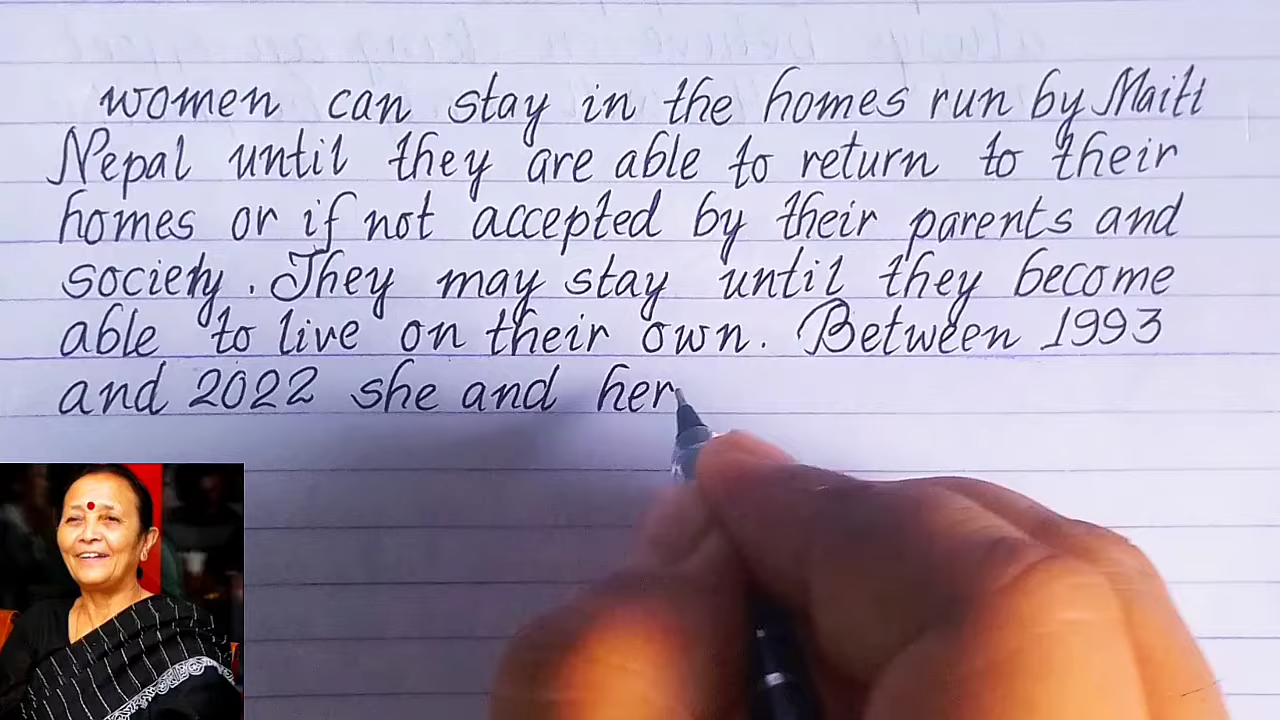 women can stay in the homes run by Maiti
Nepal until they are able to return to their
homes or if not accepted by their parents and
society. They may stay until they become
able to live on their own. Between 1993
and 2022 she and her